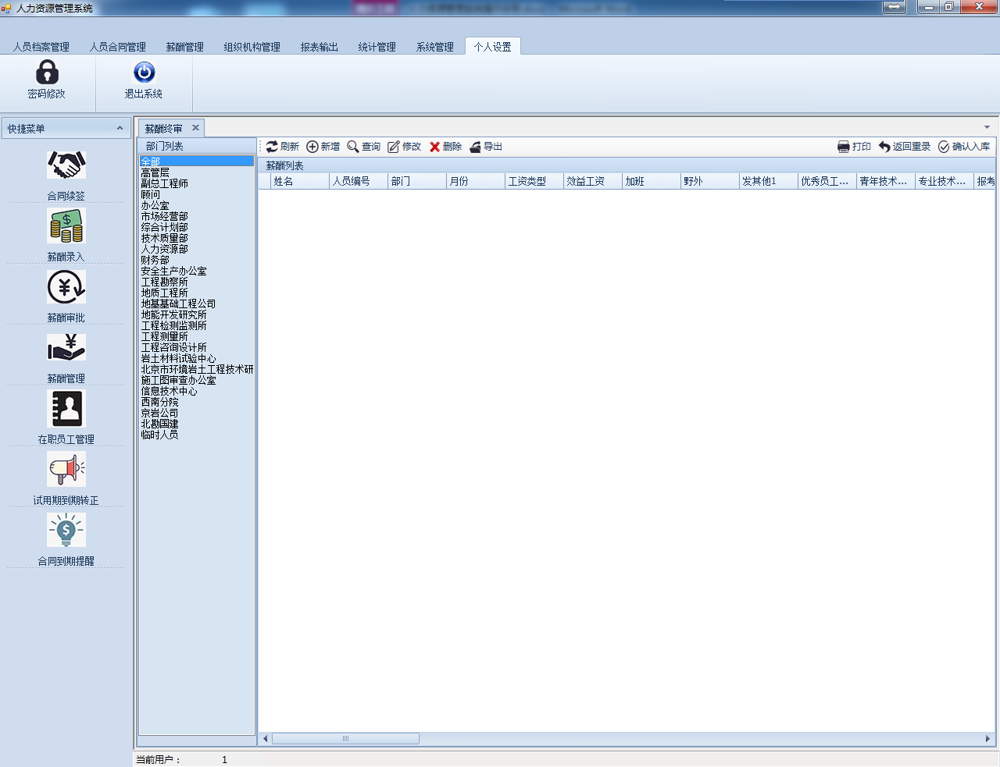 人力资源管理系统
人员档案管理 人员合同管理 薪酬管理 组织机构管理 报表输出 统计管理 系统管理 个人设置
密码修改 退出系统
快捷菜单
合同续签
薪酬录入
薪酬审批
薪酬管理
在职员工管理
试用期到期转正
合同到期提醒
薪酬终审
部门列表
全部
高管层
副总工程师
顾问
办公室
市场经营部
综合计划部
技术质量部
人力资源部
财务部
安全生产办公室
工程勘察所
地质工程所
地基基础工程公司
地能开发研究所
工程检测监测所
工程测量所
工程咨询设计所
岩土材料试验中心
北京市环境岩土工程技术研
施工图审查办公室
信息技术中心
西南分院
京岩公司
北勘国建
临时人员
刷新 新增 查询 修改 删除 导出 打印 返回重录 确认入库
薪酬列表
姓名 人员编号 部门 月份 工资类型 效益工资 加班 野外 发其他1 优秀员工... 青年技术... 专业技术... 报考
当前用户： 1